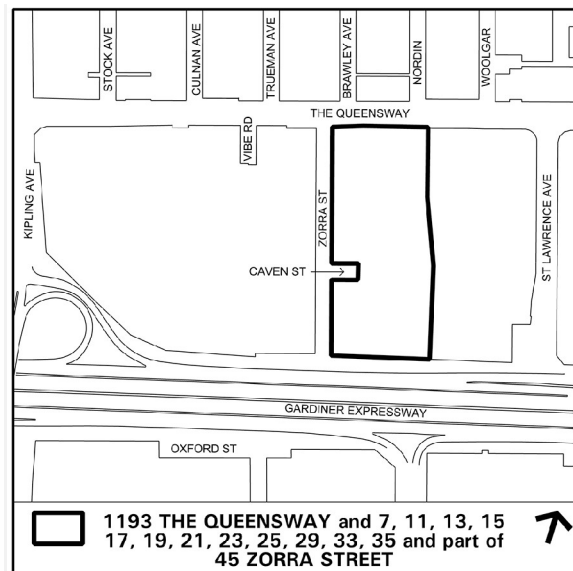 STOCK AVE
CULNAN AVE
TRUEMAN AVE
BRAWLEY AVE
NORDIN
WOOLGAR
THE QUEENSWAY
VIBE RD
KIPLING AVE
ZORRA ST
ST LAWRENCE AVE
CAVEN ST
GARDINER EXPRESSWAY
OXFORD ST
1193 THE QUEENSWAY and 7, 11, 13, 15
17, 19, 21, 23, 25, 29, 33, 35 and part of
45 ZORRA STREET